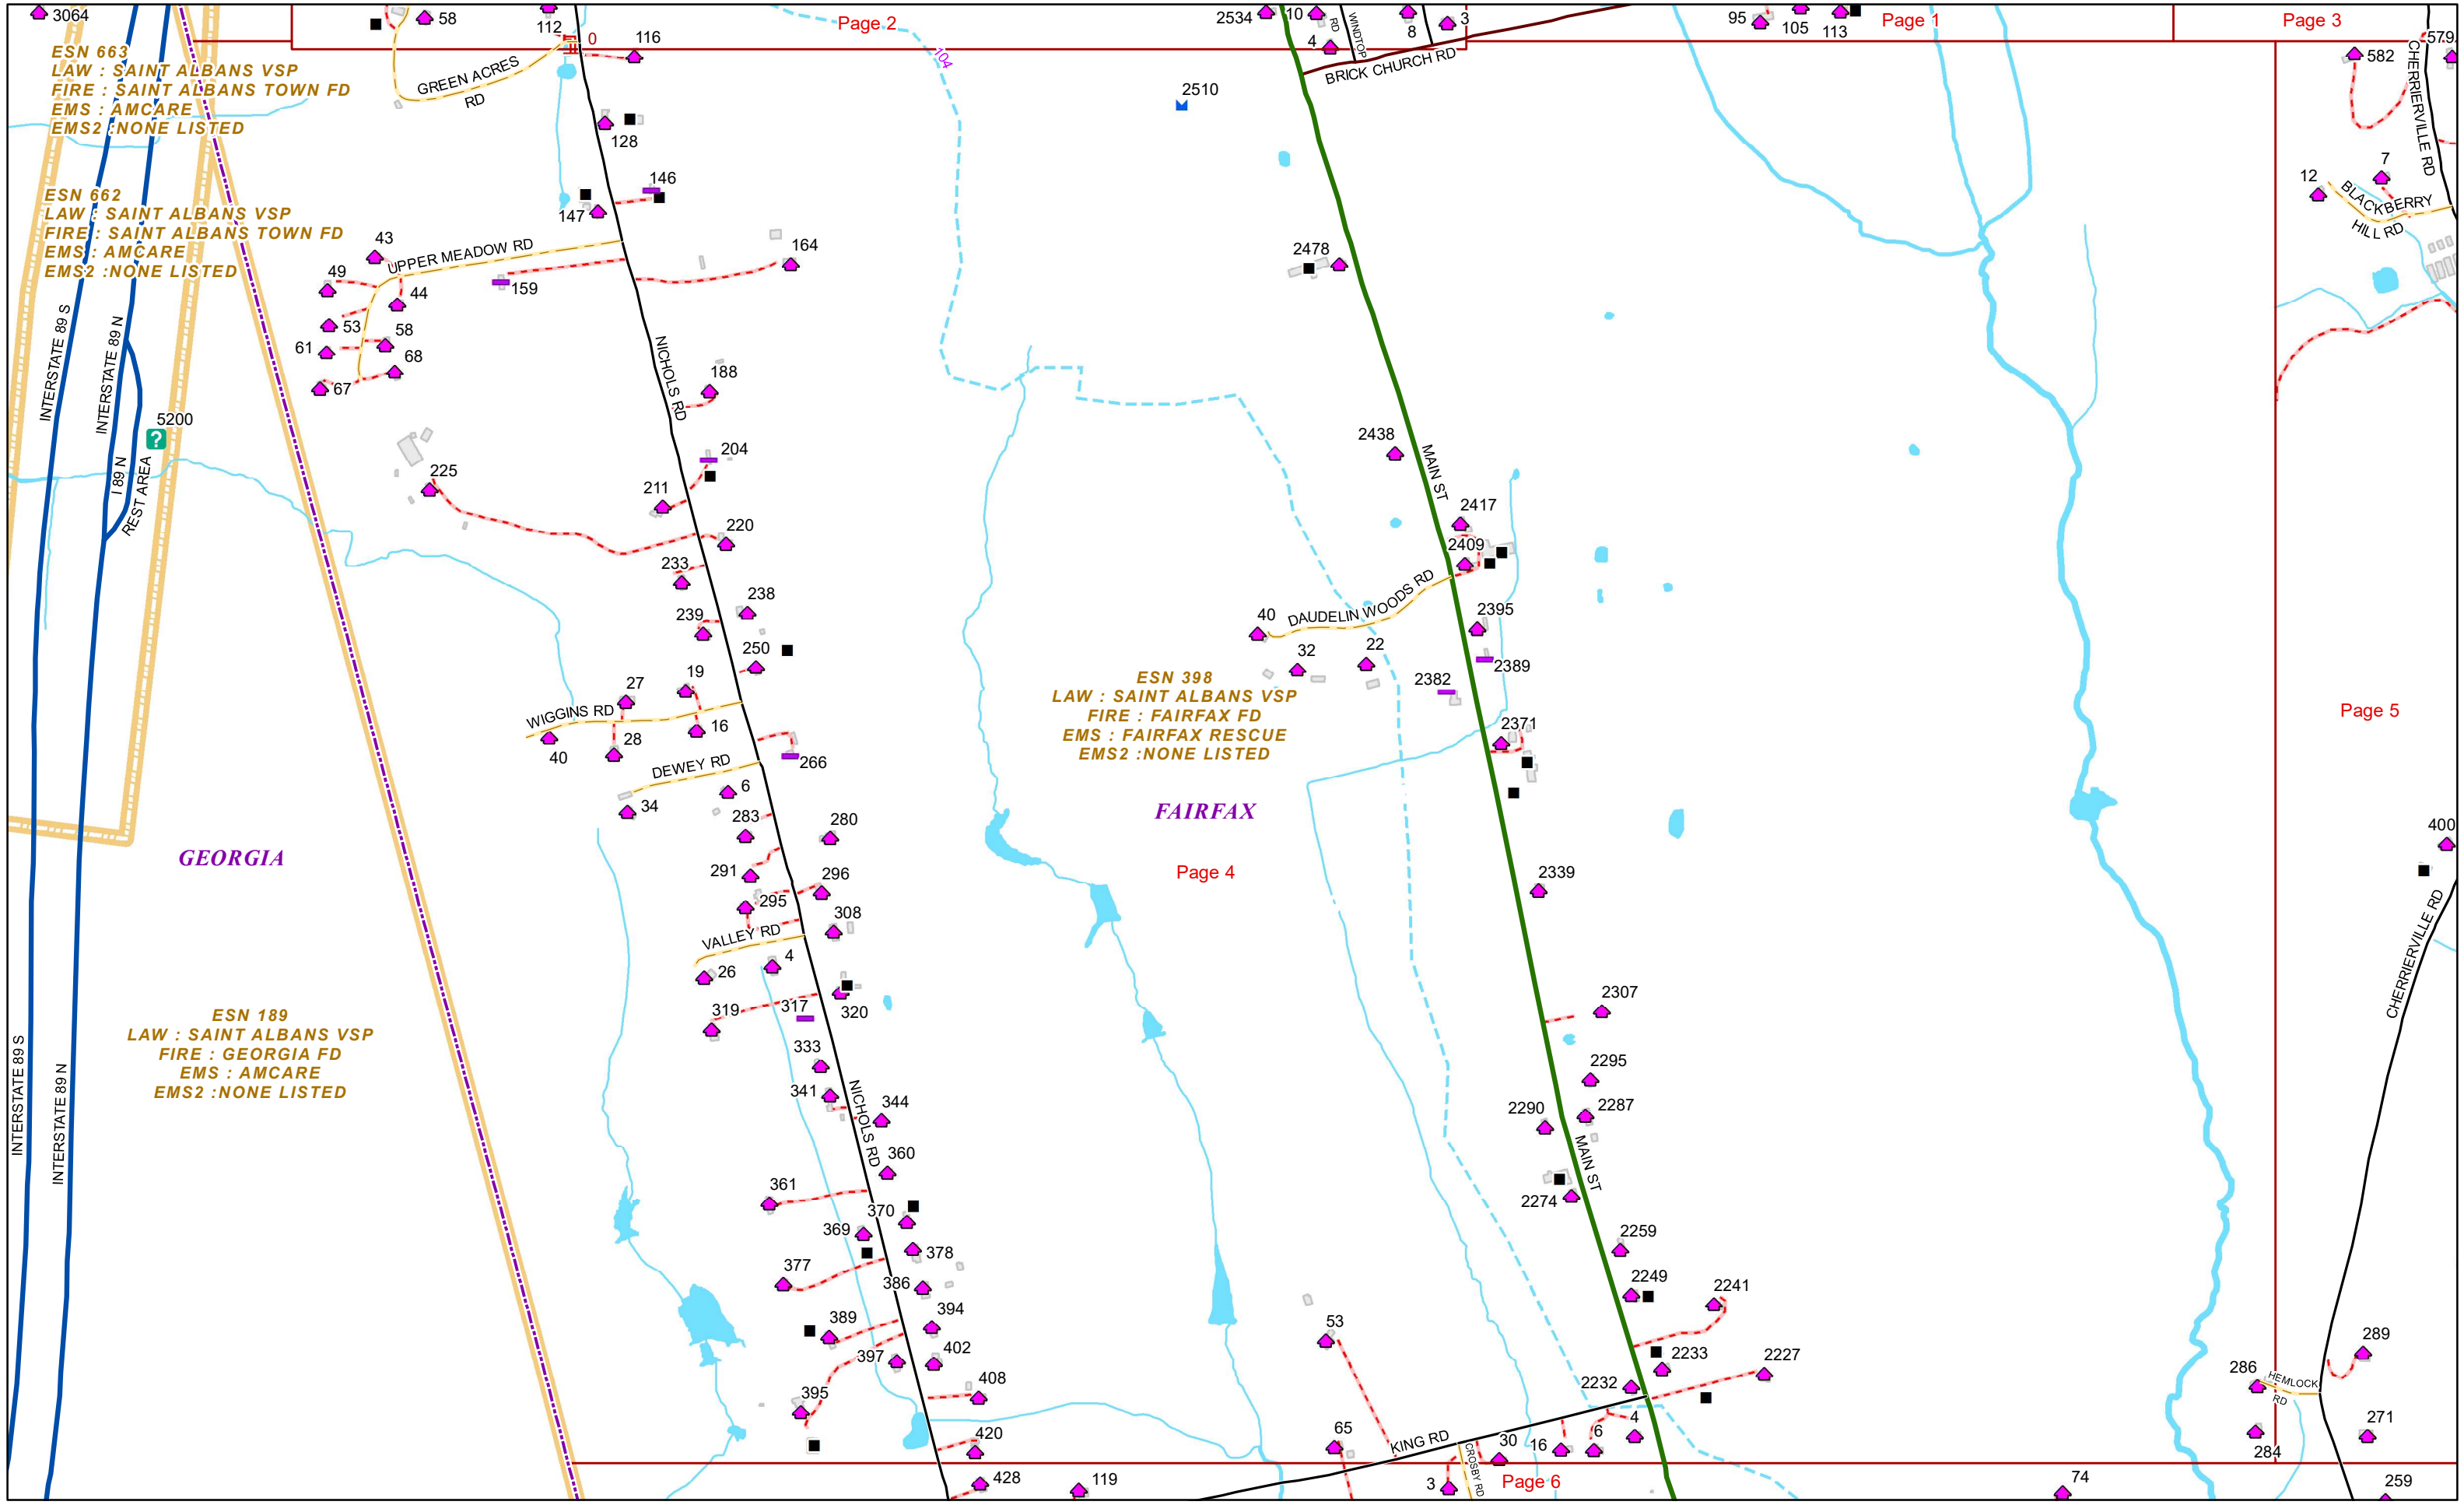 3064
58
112
0
116
Page 2
2534
10
4
RD
WINDTOP
8
3
BRICK CHURCH RD
95
105
113
Page 1
Page 3
579
582
CHERRIERVILLE RD
ESN 663
LAW : SAINT ALBANS VSP
FIRE : SAINT ALBANS TOWN FD
EMS : AMCARE
EMS2 :NONE LISTED
GREEN ACRES
RD
104
2510
128
146
147
7
12
BLACKBERRY
HILL RD
ESN 662
LAW : SAINT ALBANS VSP
FIRE : SAINT ALBANS TOWN FD
EMS : AMCARE
EMS2 :NONE LISTED
43
UPPER MEADOW RD
49
44
159
164
2478
53
58
61
68
67
INTERSTATE 89 S
INTERSTATE 89 N
NICHOLS RD
188
5200
I 89 N
REST AREA
225
204
211
220
233
238
239
250
2438
MAIN ST
2417
2409
DAUDELIN WOODS RD
40
32
22
2395
2389
2382
2371
27
19
WIGGINS RD
16
40
28
DEWEY RD
266
6
34
283
280
291
296
295
308
VALLEY RD
4
26
317
320
319
ESN 398
LAW : SAINT ALBANS VSP
FIRE : FAIRFAX FD
EMS : FAIRFAX RESCUE
EMS2 :NONE LISTED
FAIRFAX
Page 4
Page 5
GEORGIA
400
CHERRIERVILLE RD
2339
2307
ESN 189
LAW : SAINT ALBANS VSP
FIRE : GEORGIA FD
EMS : AMCARE
EMS2 :NONE LISTED
INTERSTATE 89 S
INTERSTATE 89 N
333
341
NICHOLS RD
344
360
361
370
369
378
377
386
389
394
397
402
395
408
420
428
119
2295
2287
2290
MAIN ST
2274
2259
2249
2241
2233
2227
2232
53
65
KING RD
CROSBY RD
30
16
6
4
3
Page 6
289
286
HEMLOCK
RD
284
271
74
259